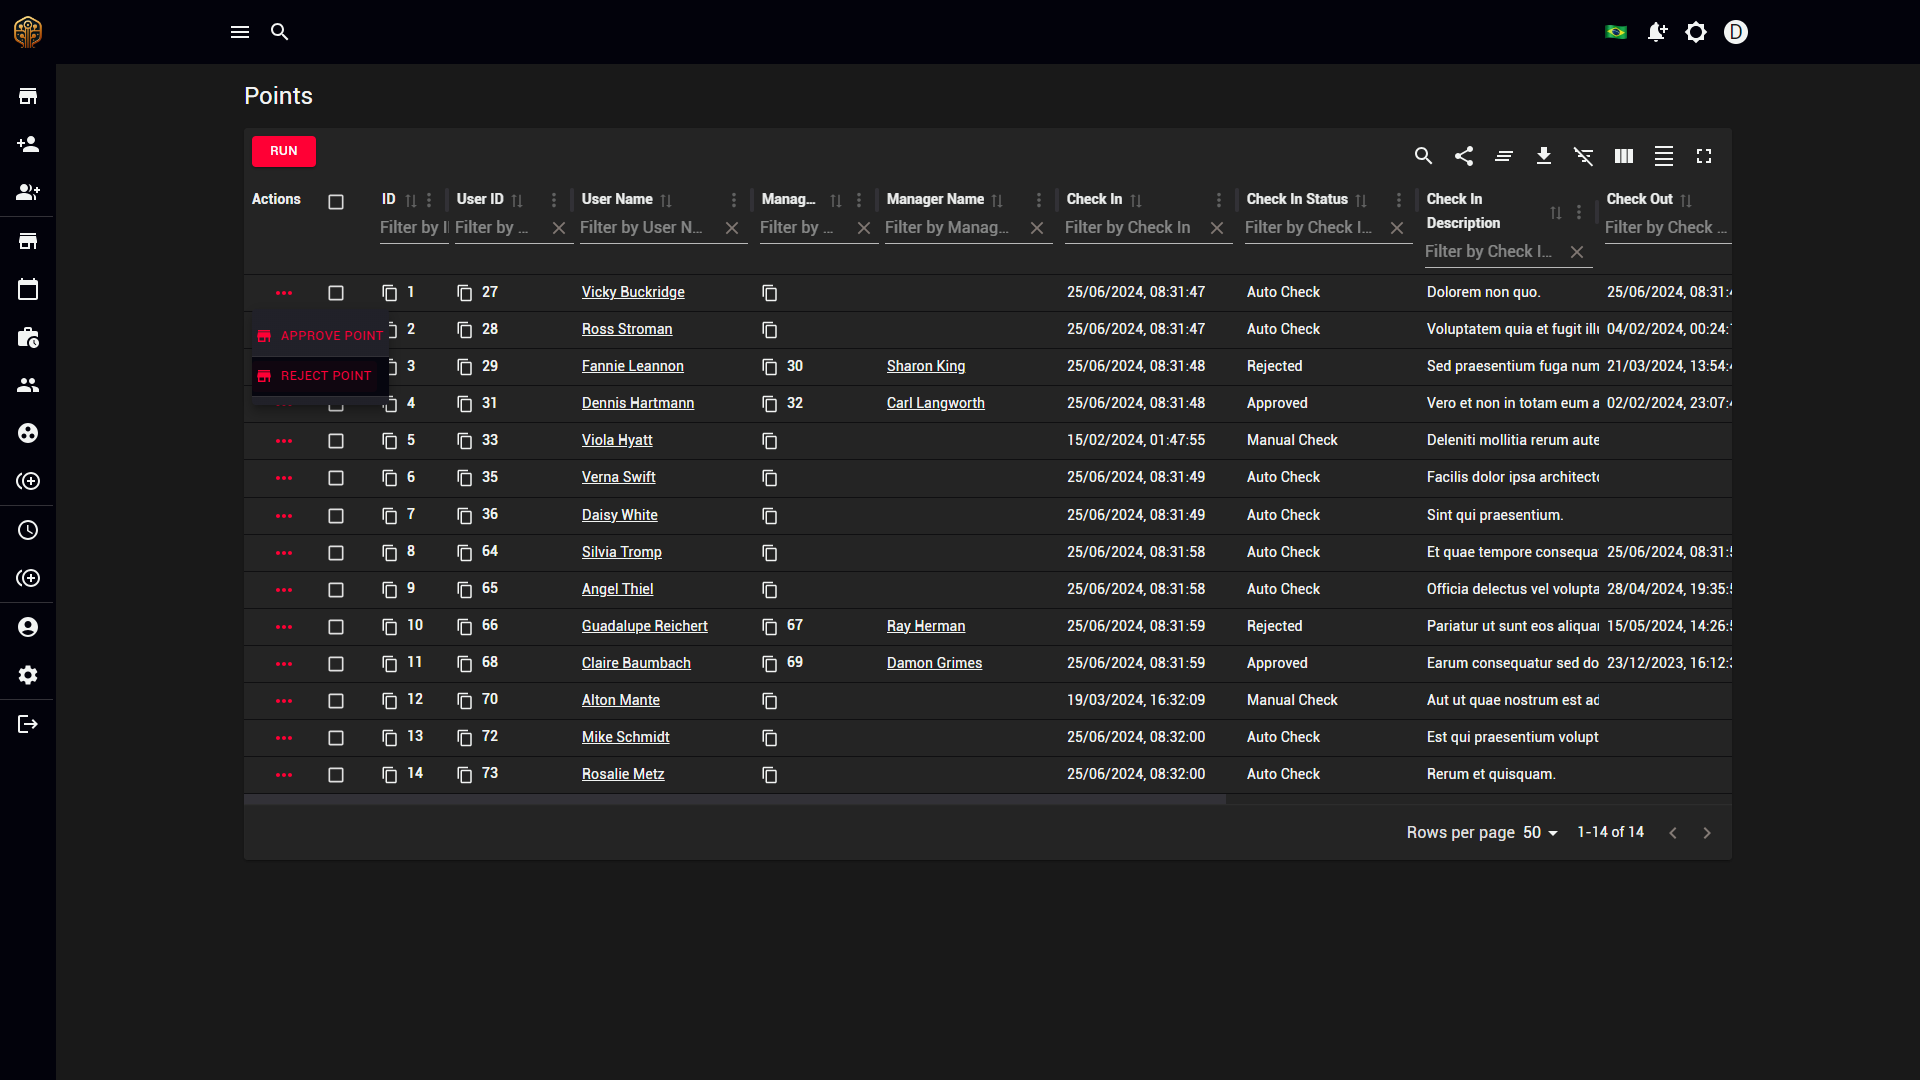 D
Points
RUN
Actions ID User ID User Name Manag... Manager Name Check In Check In Status Check In Description Check Out
Filter by I Filter by ... Filter by User N... Filter by ... Filter by Manag... Filter by Check In Filter by Check I... Filter by Check I... Filter by Check ...
1 27 Vicky Buckridge 25/06/2024, 08:31:47 Auto Check Dolorem non quo. 25/06/2024, 08:31:4
APPROVE POINT
REJECT POINT
2 28 Ross Stroman 25/06/2024, 08:31:47 Auto Check Voluptatem quia et fugit illu 04/02/2024, 00:24:
3 29 Fannie Leannon 30 Sharon King 25/06/2024, 08:31:48 Rejected Sed praesentium fuga num 21/03/2024, 13:54:4
4 31 Dennis Hartmann 32 Carl Langworth 25/06/2024, 08:31:48 Approved Vero et non in totam eum a 02/02/2024, 23:07:4
5 33 Viola Hyatt 15/02/2024, 01:47:55 Manual Check Deleniti mollitia rerum aute
6 35 Verna Swift 25/06/2024, 08:31:49 Auto Check Facilis dolor ipsa architecto
7 36 Daisy White 25/06/2024, 08:31:49 Auto Check Sint qui praesentium.
8 64 Silvia Tromp 25/06/2024, 08:31:58 Auto Check Et quae tempore consequa 25/06/2024, 08:31:5
9 65 Angel Thiel 25/06/2024, 08:31:58 Auto Check Officia delectus vel volupta 28/04/2024, 19:35:5
10 66 Guadalupe Reichert 67 Ray Herman 25/06/2024, 08:31:59 Rejected Pariatur ut sunt eos aliquar 15/05/2024, 14:26:5
11 68 Claire Baumbach 69 Damon Grimes 25/06/2024, 08:31:59 Approved Earum consequatur sed do 23/12/2023, 16:12:3
12 70 Alton Mante 19/03/2024, 16:32:09 Manual Check Aut ut quae nostrum est ad
13 72 Mike Schmidt 25/06/2024, 08:32:00 Auto Check Est qui praesentium volupt
14 73 Rosalie Metz 25/06/2024, 08:32:00 Auto Check Rerum et quisquam.
Rows per page 50 1-14 of 14